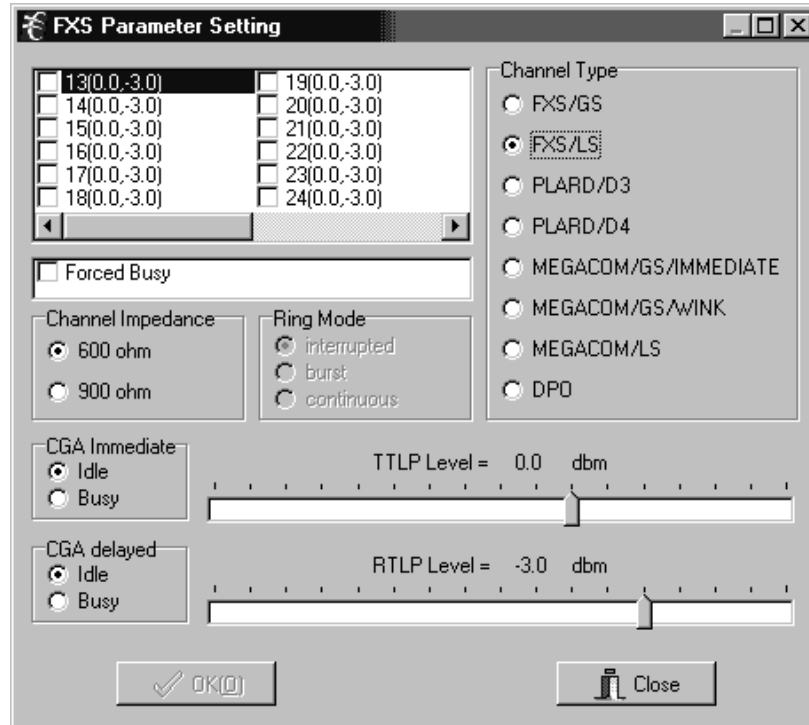 FXS Parameter Setting
13(0.0,-3.0)
14(0.0,-3.0)
15(0.0,-3.0)
16(0.0,-3.0)
17(0.0,-3.0)
18(0.0,-3.0)
19(0.0,-3.0)
20(0.0,-3.0)
21(0.0,-3.0)
22(0.0,-3.0)
23(0.0,-3.0)
24(0.0,-3.0)
Forced Busy
Channel Impedance
600 ohm
900 ohm
Ring Mode
interrupted
burst
continuous
Channel Type
FXS/GS
FXS/LS
PLARD/D3
PLARD/D4
MEGACOM/GS/IMMEDIATE
MEGACOM/GS/WINK
MEGACOM/LS
DPO
CGA Immediate
Idle
Busy
TTLP Level = 0.0 dbm
CGA delayed
Idle
Busy
RTLP Level = -3.0 dbm
OK(O)
Close